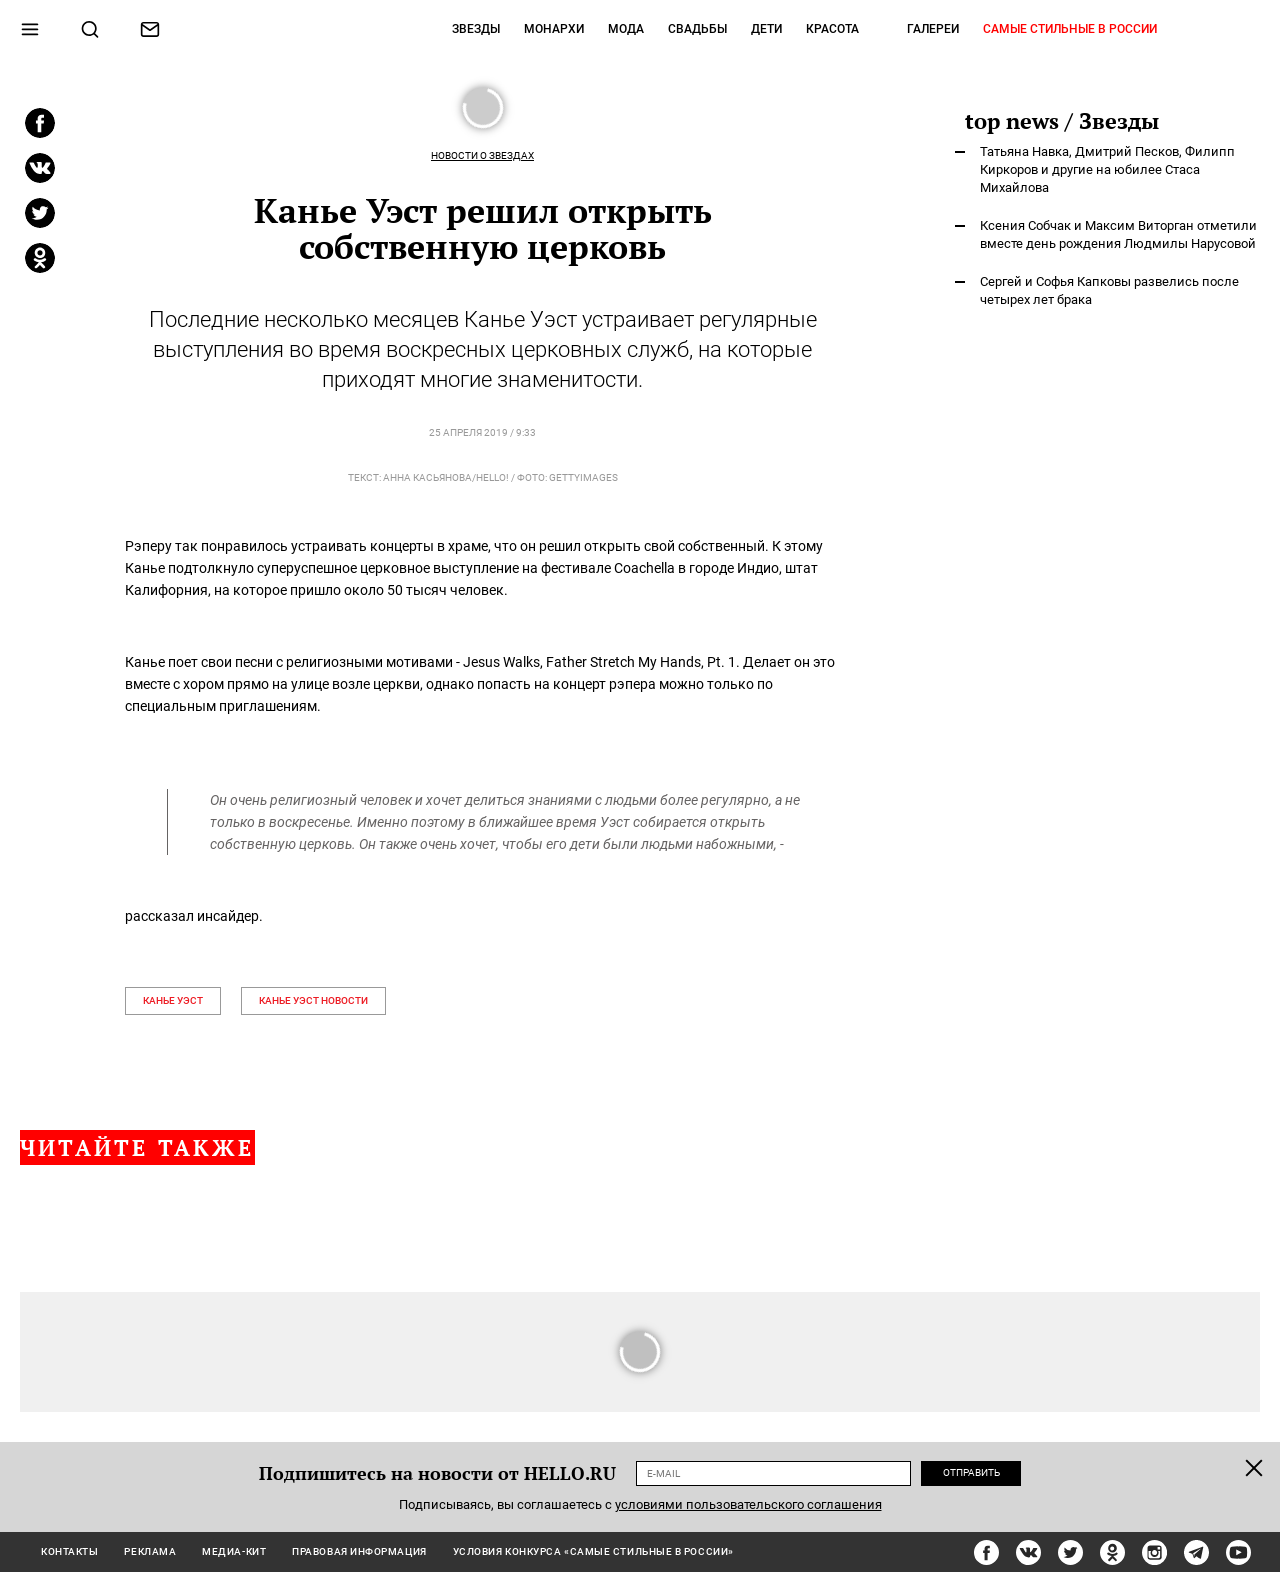 ЗВЕЗДЫ МОНАРХИ МОДА СВАДЬБЫ ДЕТИ КРАСОТА ГАЛЕРЕИ САМЫЕ СТИЛЬНЫЕ В РОССИИ
НОВОСТИ О ЗВЕЗДАХ
Канье Уэст решил открыть
собственную церковь
Последние несколько месяцев Канье Уэст устраивает регулярные
выступления во время воскресных церковных служб, на которые
приходят многие знаменитости.
25 АПРЕЛЯ 2019 / 9:33
ТЕКСТ: АННА КАСЬЯНОВА/HELLO! / ФОТО: GETTYIMAGES
Рэперу так понравилось устраивать концерты в храме, что он решил открыть свой собственный. К этому
Канье подтолкнуло суперуспешное церковное выступление на фестивале Coachella в городе Индио, штат
Калифорния, на которое пришло около 50 тысяч человек.
Канье поет свои песни с религиозными мотивами - Jesus Walks, Father Stretch My Hands, Pt. 1. Делает он это
вместе с хором прямо на улице возле церкви, однако попасть на концерт рэпера можно только по
специальным приглашениям.
Он очень религиозный человек и хочет делиться знаниями с людьми более регулярно, а не
только в воскресенье. Именно поэтому в ближайшее время Уэст собирается открыть
собственную церковь. Он также очень хочет, чтобы его дети были людьми набожными, -
рассказал инсайдер.
КАНЬЕ УЭСТ КАНЬЕ УЭСТ НОВОСТИ
top news / Звезды
Татьяна Навка, Дмитрий Песков, Филипп
Киркоров и другие на юбилее Стаса
Михайлова
Ксения Собчак и Максим Виторган отметили
вместе день рождения Людмилы Нарусовой
Сергей и Софья Капковы развелись после
четырех лет брака
ЧИТАЙТЕ ТАКЖЕ
Подпишитесь на новости от HELLO.RU E-MAIL ОТПРАВИТЬ
Подписываясь, вы соглашаетесь с условиями пользовательского соглашения
КОНТАКТЫ РЕКЛАМА МЕДИА-КИТ ПРАВОВАЯ ИНФОРМАЦИЯ УСЛОВИЯ КОНКУРСА «САМЫЕ СТИЛЬНЫЕ В РОССИИ»